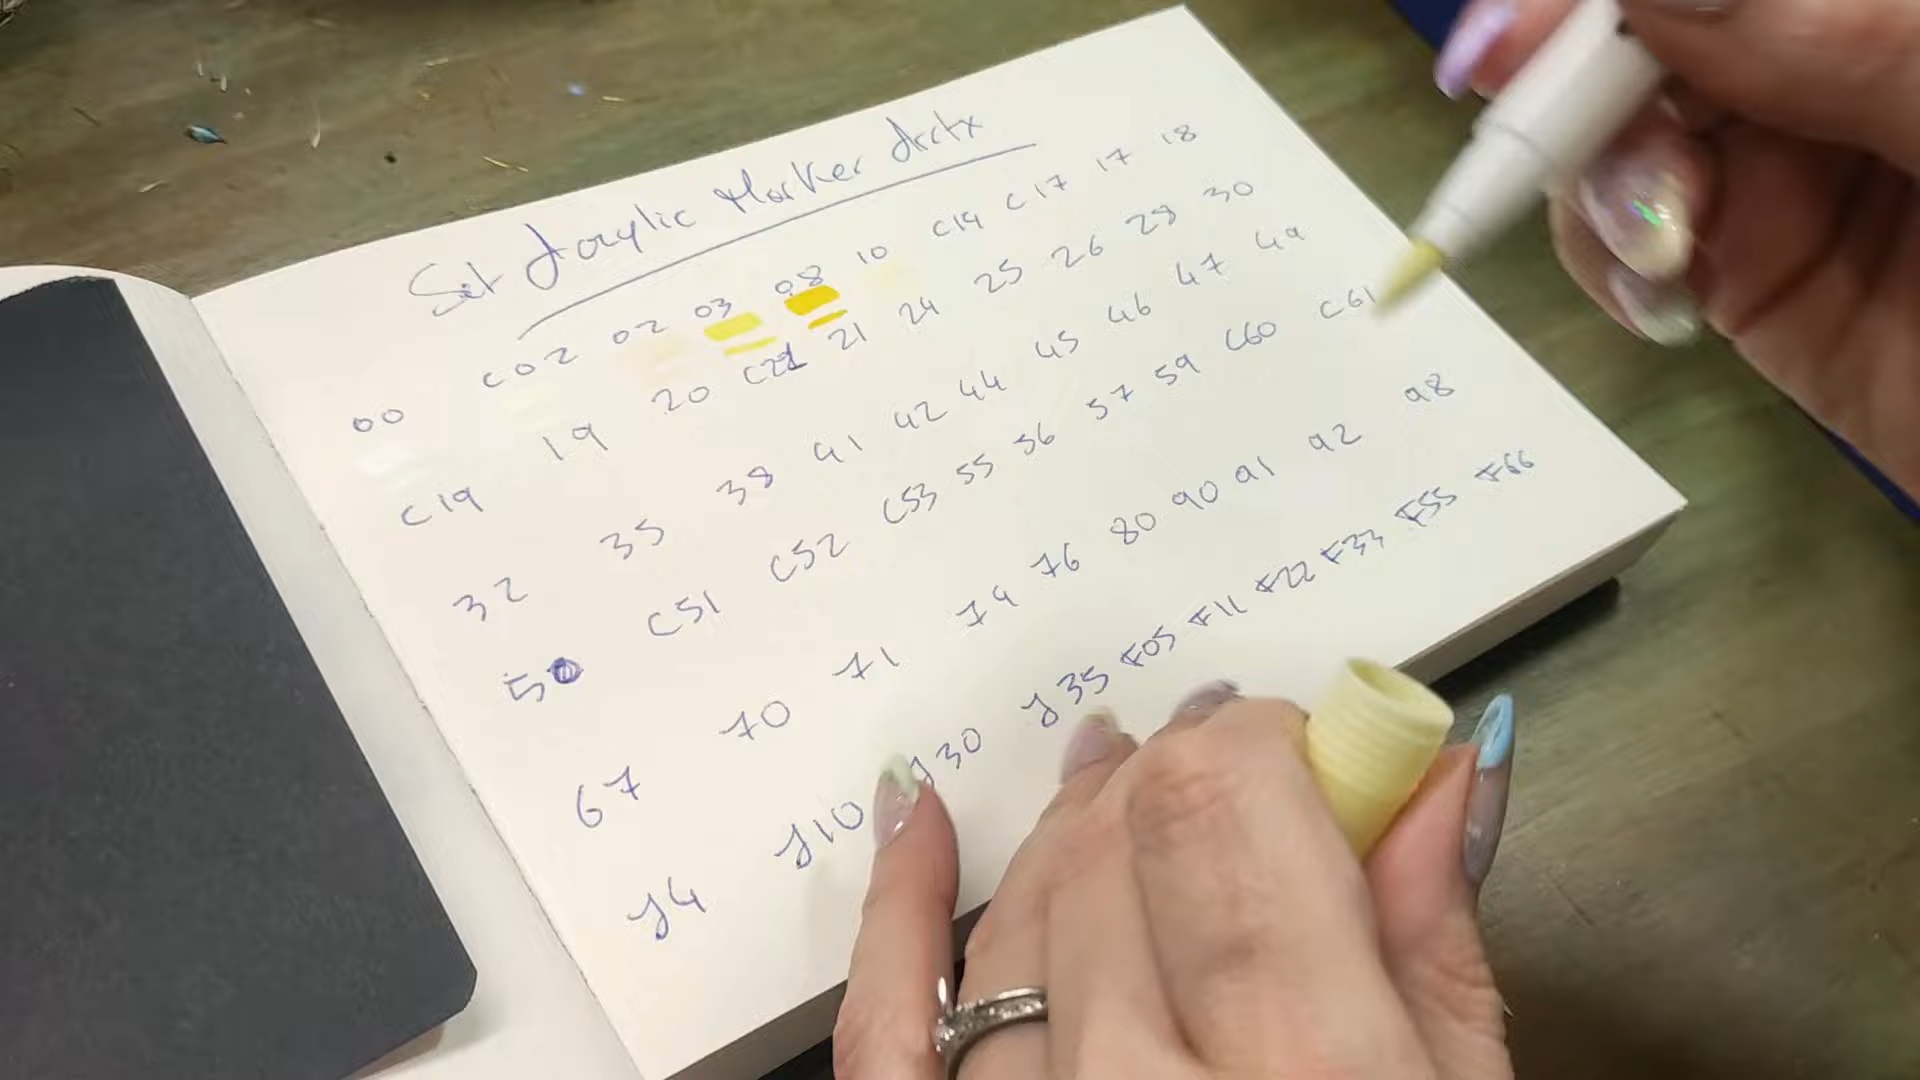 Set Acrylic Marker Arctx
00 C02 02 03 08 10 C14 C17 17 18
C19 19 20 C21 21 24 25 26 28 30
32 35 38 41 42 44 45 46 47 49
50 C51 C52 C53 55 56 57 59 C60 C61
67 70 71 74 76 80 90 91 92 98
J4 J10 J30 J35 F05 F11 F22 F33 F55 F66